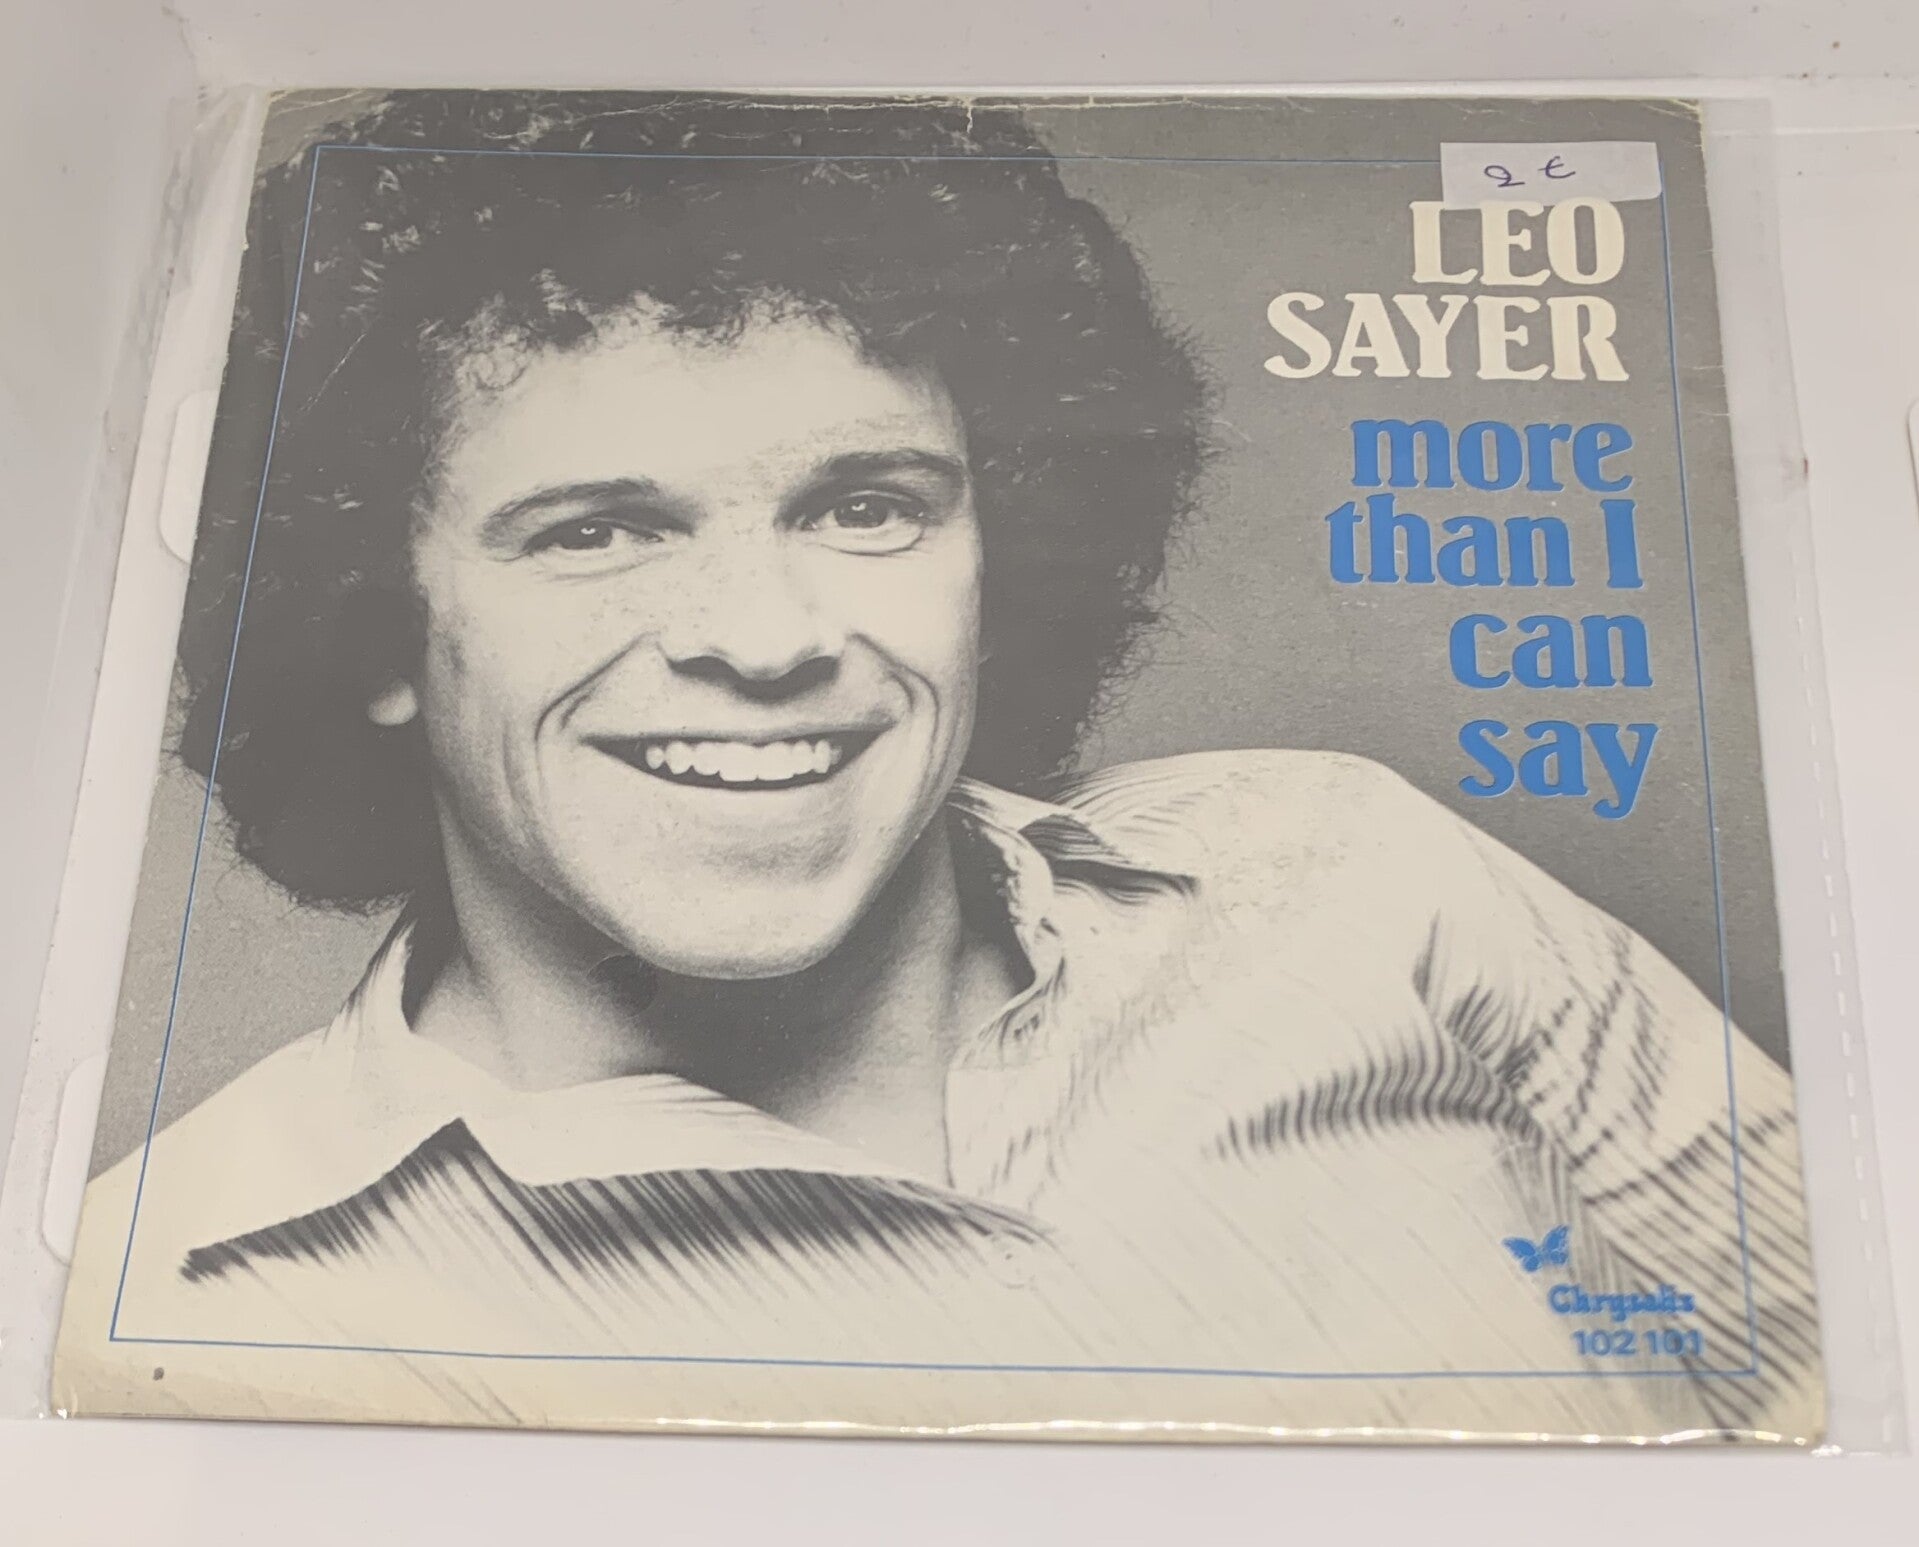 2 €
LEO
SAYER
more
than I
can
say
Chrysalis
102 101